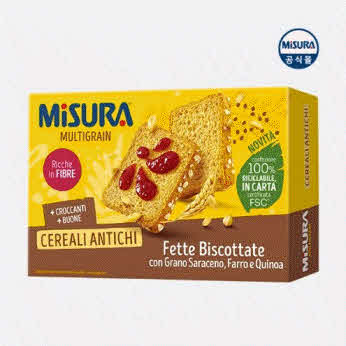 MiSURA
공식몰
MiSURA
MULTIGRAIN
Ricche
in FIBRE
NOVITÀ
confezione
100%
RICICLABILE,
IN CARTA
certificata
FSC
+ CROCCANTI
+ BUONE
CEREALI ANTICHI
Fette Biscottate
con Grano Saraceno, Farro e Quinoa
CEREALI ANTICHI
MiSURA
MULTIGRAIN